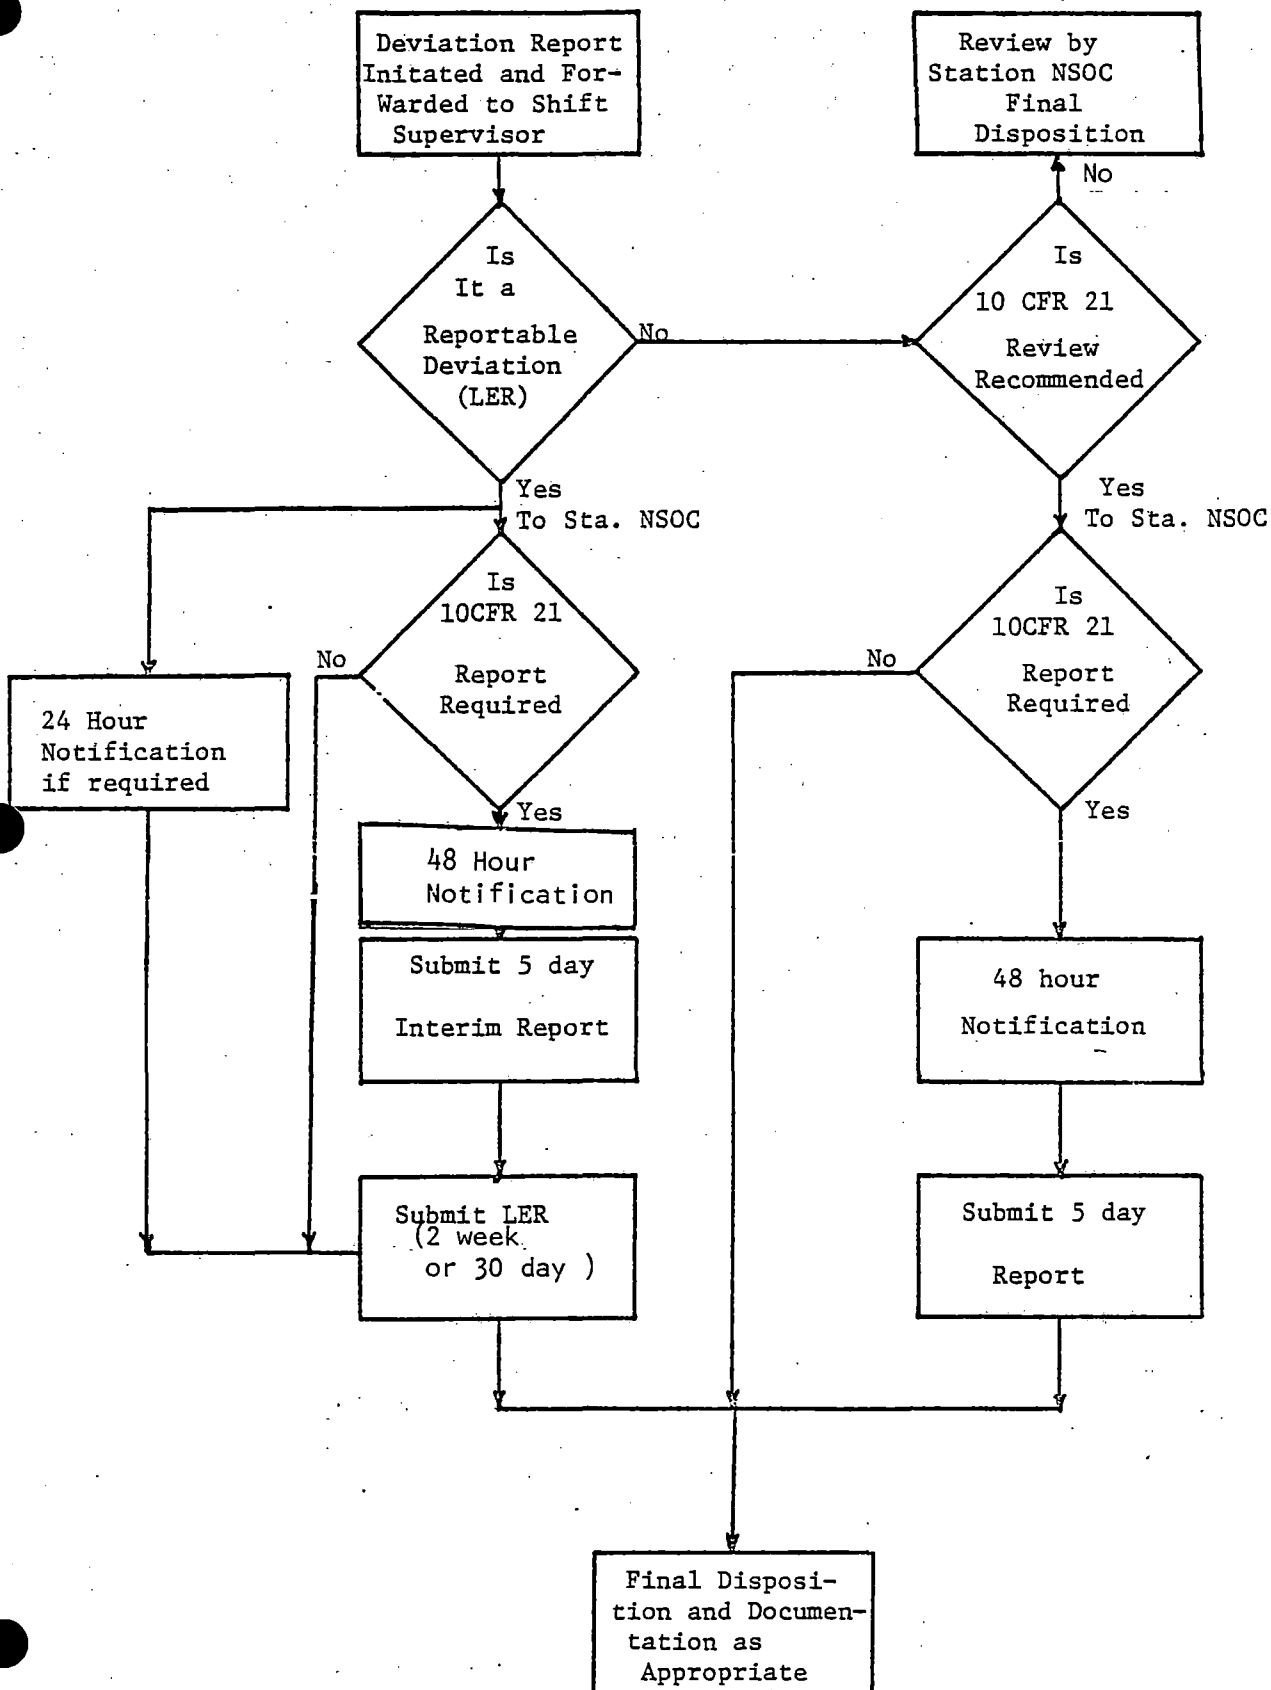 Deviation Report
Initated and For-
Warded to Shift
Supervisor
Review by
Station NSOC
Final
Disposition
No
Is
It a
Reportable
Deviation
(LER)
No
Is
10 CFR 21
Review
Recommended
Yes
To Sta. NSOC
Yes
To Sta. NSOC
Is
10CFR 21
Report
Required
No
Is
10CFR 21
Report
Required
No
24 Hour
Notification
if required
Yes
Yes
48 Hour
Notification
Submit 5 day
Interim Report
48 hour
Notification
Submit LER
(2 week
or 30 day )
Submit 5 day
Report
Final Disposi-
tion and Documen-
tation as
Appropriate